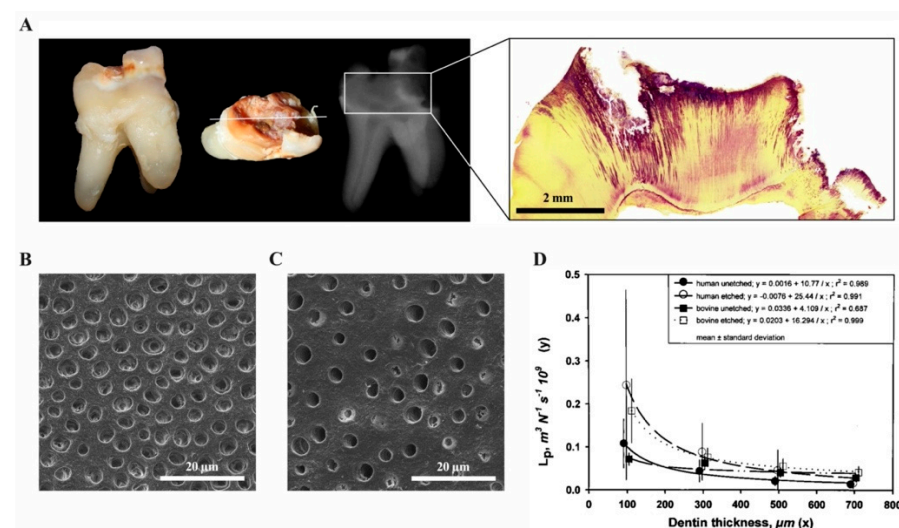 A
2 mm
B
C
D
20 µm
20 µm
0.5
0.4
0.3
0.2
0.1
0.0
Lp, m³ N⁻¹ s⁻¹ 10⁹ (y)
human unetched; y = 0.0016 + 10.77 / x ; r² = 0.989
human etched; y = -0.0076 + 25.44 / x ; r² = 0.991
bovine unetched; y = 0.0336 + 4.109 / x ; r² = 0.687
bovine etched; y = 0.0203 + 16.294 / x ; r² = 0.999
mean ± standard deviation
0 100 200 300 400 500 600 700 800
Dentin thickness, µm (x)